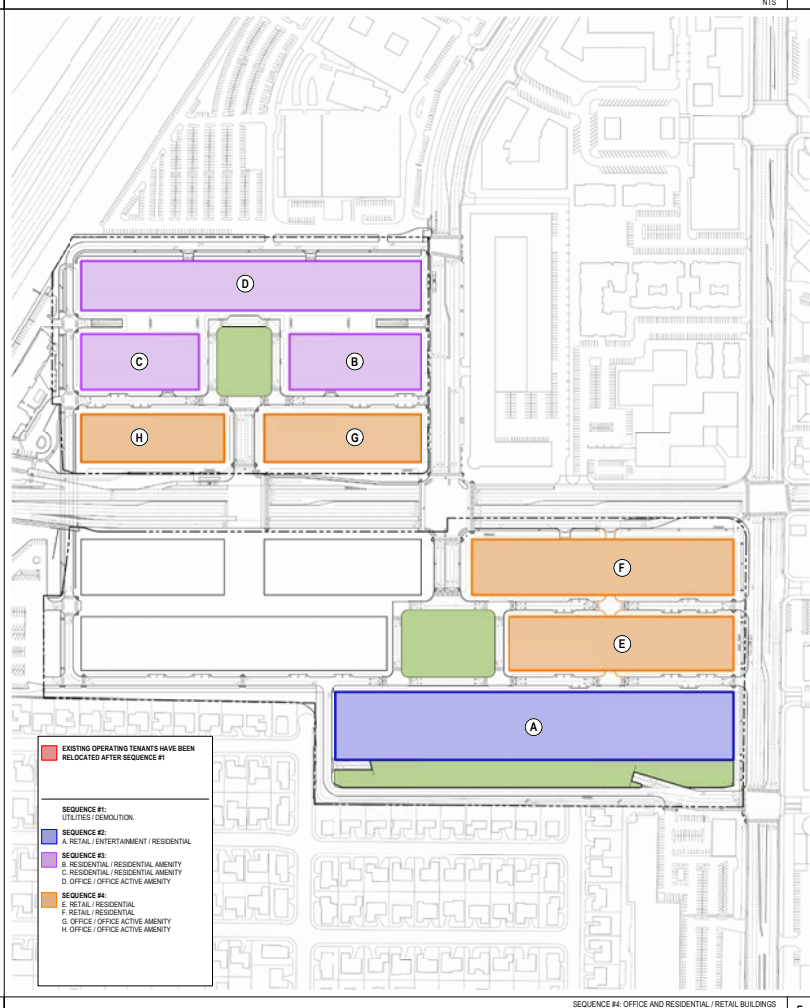 NTS
D
C
B
H
G
F
E
A
EXISTING OPERATING TENANTS HAVE BEEN
RELOCATED AFTER SEQUENCE #1
SEQUENCE #1:
UTILITIES / DEMOLITION.
SEQUENCE #2:
A. RETAIL / ENTERTAINMENT / RESIDENTIAL
SEQUENCE #3:
B. RESIDENTIAL / RESIDENTIAL AMENITY
C. RESIDENTIAL / RESIDENTIAL AMENITY
D. OFFICE / OFFICE ACTIVE AMENITY
SEQUENCE #4:
E. RETAIL / RESIDENTIAL
F. RETAIL / RESIDENTIAL
G. OFFICE / OFFICE ACTIVE AMENITY
H. OFFICE / OFFICE ACTIVE AMENITY
SEQUENCE #4: OFFICE AND RESIDENTIAL / RETAIL BUILDINGS